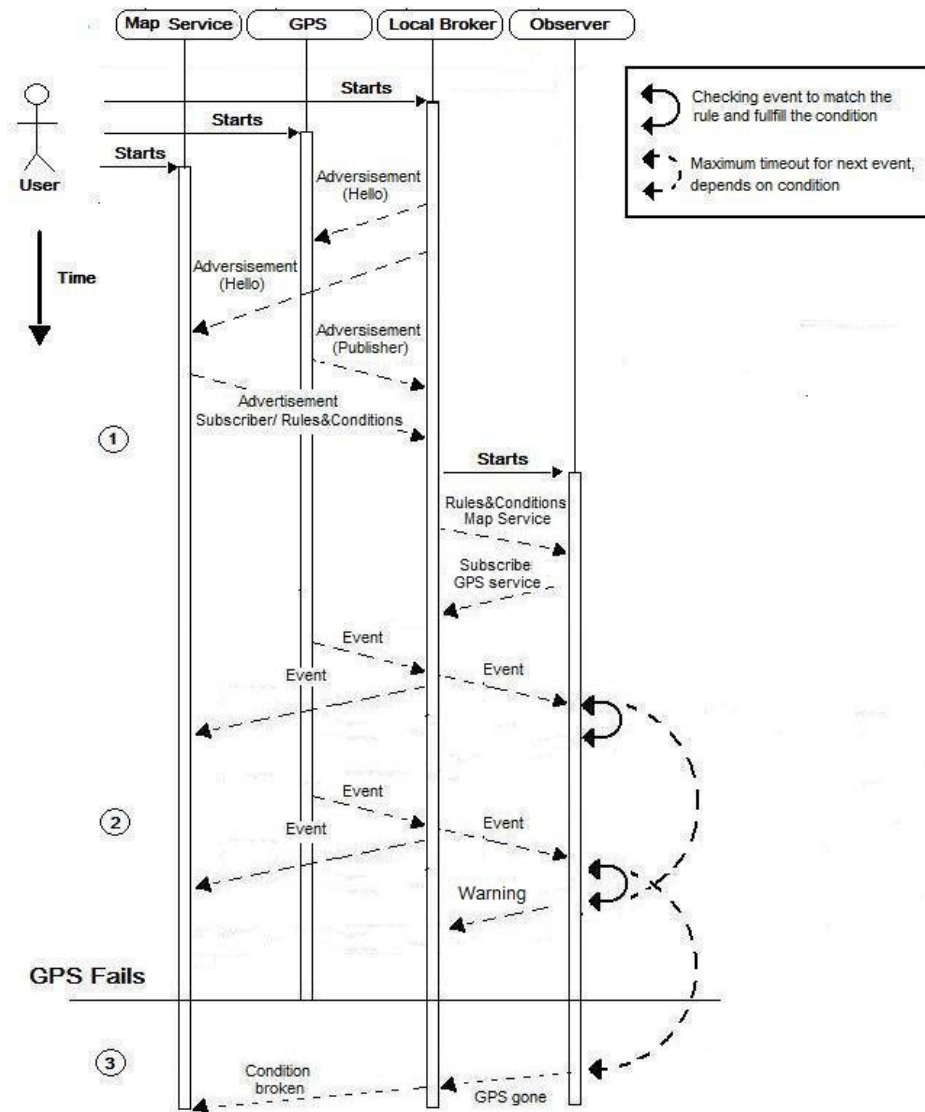 Map Service
GPS
Local Broker
Observer
Starts
Starts
Starts
User
Time
Checking event to match the
rule and fullfill the condition
Maximum timeout for next event,
depends on condition
Adversisement
(Hello)
Adversisement
(Hello)
Adversisement
(Publisher)
Advertisement
Subscriber/ Rules&Conditions
1
Starts
Rules&Conditions
Map Service
Subscribe
GPS service
Event
Event
Event
2
Event
Event
Event
Warning
GPS Fails
3
Condition
broken
GPS gone